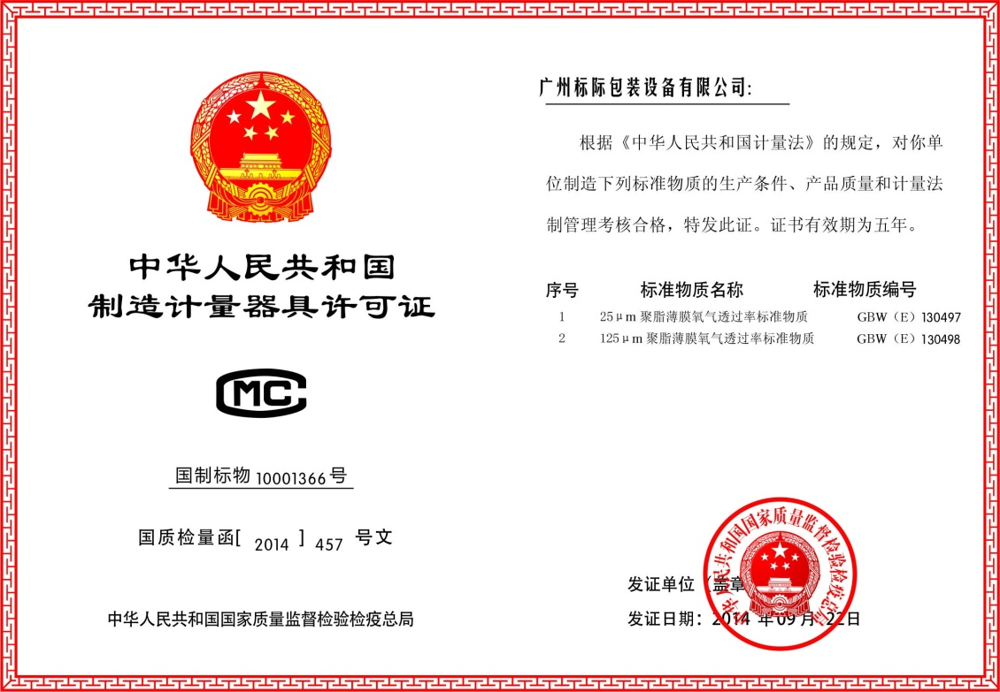 中华人民共和国
制造计量器具许可证
CMC
国制标物 10001366 号
国质检量函[ 2014 ] 457 号文
中华人民共和国国家质量监督检验检疫总局
广州标际包装设备有限公司:
根据《中华人民共和国计量法》的规定，对你单
位制造下列标准物质的生产条件、产品质量和计量法
制管理考核合格，特发此证。证书有效期为五年。
序号 标准物质名称 标准物质编号
1 25μm 聚脂薄膜氧气透过率标准物质 GBW（E）130497
2 125μm 聚脂薄膜氧气透过率标准物质 GBW（E）130498
中华人民共和国国家质量监督检验检疫总局
发证单位（盖章
发证日期：2014 年 09 月 22日